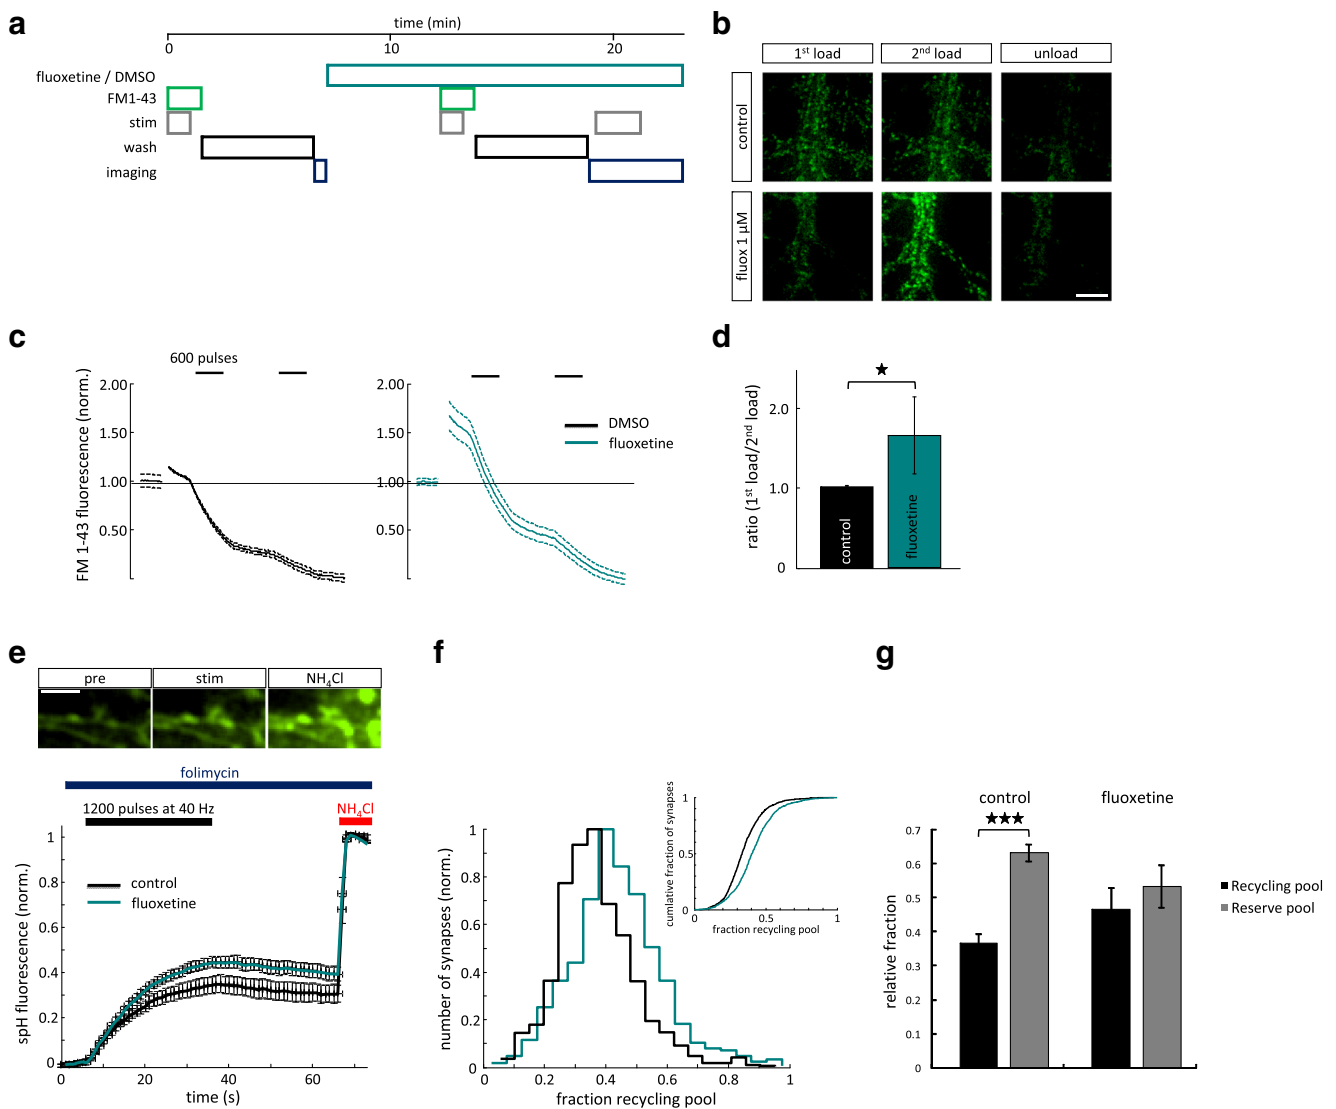 a
time (min)
0 10 20
fluoxetine / DMSO
FM1-43
stim
wash
imaging
b
1st load 2nd load unload
control
fluox 1 µM
c
600 pulses
FM 1-43 fluorescence (norm.)
2.00
1.50
1.00
0.50
2.00
1.50
1.00
0.50
DMSO
fluoxetine
d
ratio (1st load/2nd load)
2.0
1.0
0
control
fluoxetine
★
e
pre stim NH4Cl
folimycin
1200 pulses at 40 Hz
NH4Cl
spH fluorescence (norm.)
1
0.8
0.6
0.4
0.2
0
control
fluoxetine
0 20 40 60
time (s)
f
number of synapses (norm.)
1
0.8
0.6
0.4
0.2
0
0 0.2 0.4 0.6 0.8 1
fraction recycling pool
cumlative fraction of synapses
1
0.5
0
0 0.5 1
fraction recycling pool
g
control fluoxetine
★★★
relative fraction
0.7
0.6
0.5
0.4
0.3
0.2
0.1
0
Recycling pool
Reserve pool